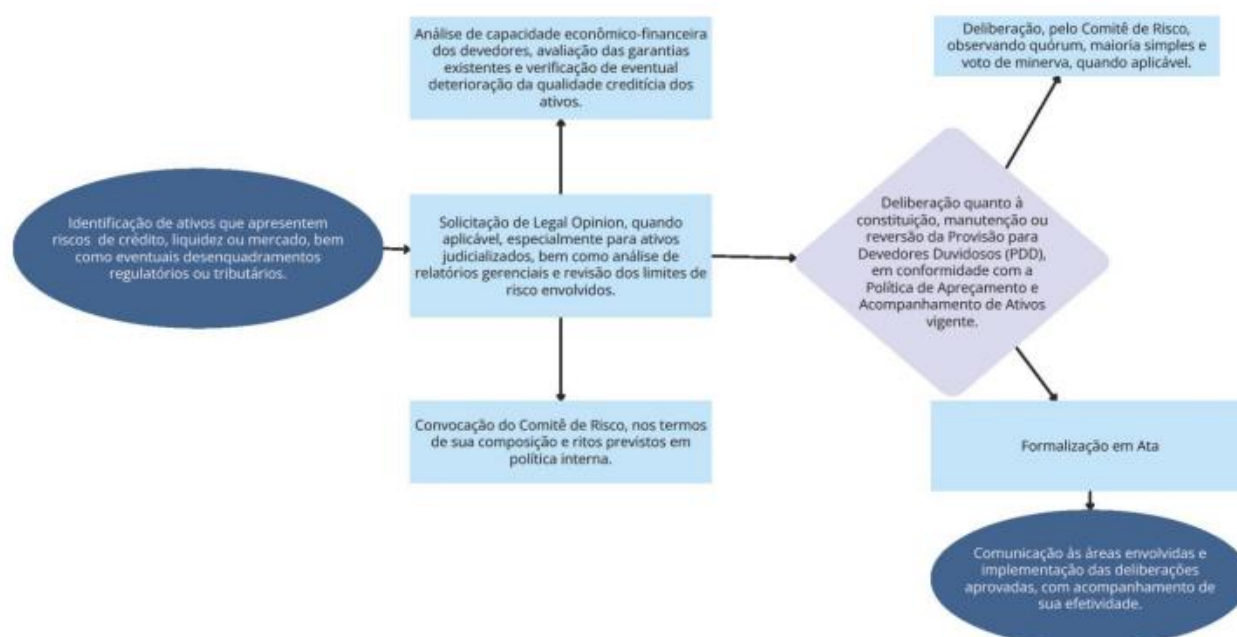 Identificação de ativos que apresentem
riscos de crédito, liquidez ou mercado, bem
como eventuais desenquadramentos
regulatórios ou tributários.
Análise de capacidade econômico-financeira
dos devedores, avaliação das garantias
existentes e verificação de eventual
deterioração da qualidade creditícia dos
ativos.
Solicitação de Legal Opinion, quando
aplicável, especialmente para ativos
judicializados, bem como análise de
relatórios gerenciais e revisão dos limites de
risco envolvidos.
Convocação do Comitê de Risco, nos termos
de sua composição e ritos previstos em
política interna.
Deliberação, pelo Comitê de Risco,
observando quórum, maioria simples e
voto de minerva, quando aplicável.
Deliberação quanto à
constituição, manutenção ou
reversão da Provisão para
Devedores Duvidosos (PDD),
em conformidade com a
Política de Apreçamento e
Acompanhamento de Ativos
vigente.
Formalização em Ata
Comunicação às áreas envolvidas e
implementação das deliberações
aprovadas, com acompanhamento de
sua efetividade.